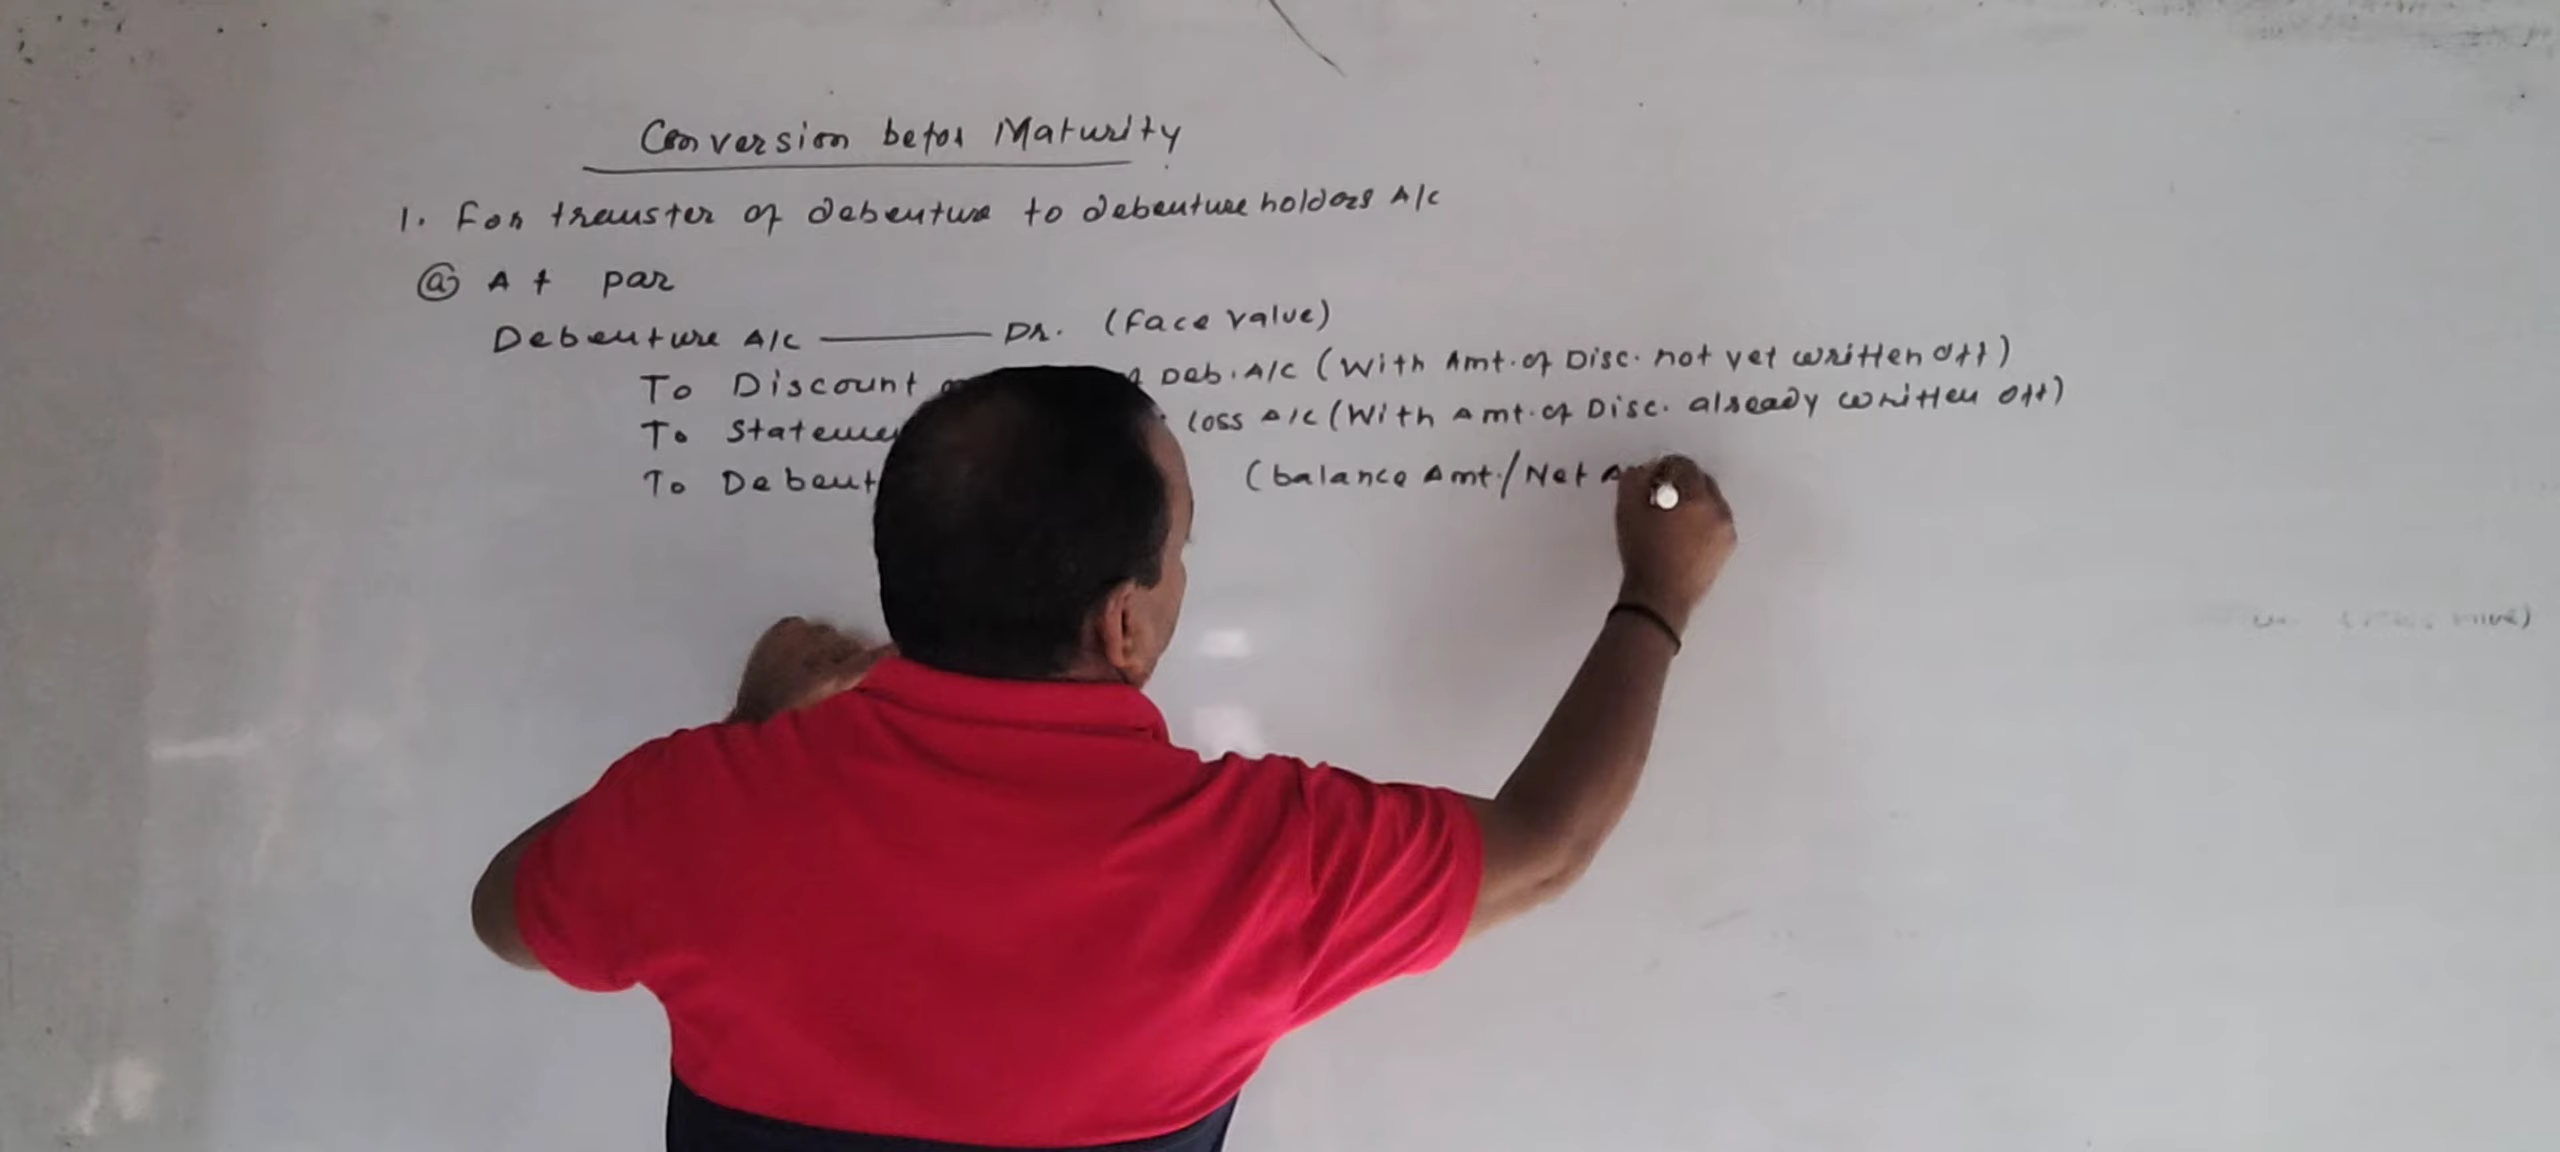 Conversion befor Maturity
1. For transfer of debenture to debenture holders A/c
(a) At par
Debenture A/c ——— Dr. (Face value)
To Discount Deb. A/c (With Amt. of Disc. not yet written off)
To loss A/c (With Amt. of Disc. already written off)
To (balance Amt./Net